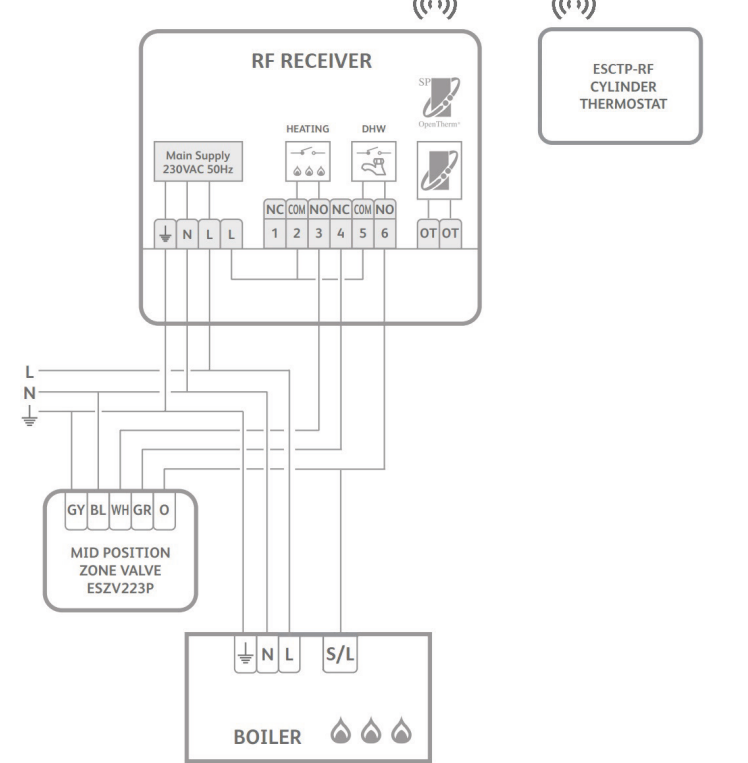 RF RECEIVER
ESCTP-RF
CYLINDER
THERMOSTAT
SP
OpenTherm
HEATING
DHW
Main Supply
230VAC 50Hz
NC COM NO NC COM NO
N L L 1 2 3 4 5 6 OT OT
L
N
GY BL WH GR O
MID POSITION
ZONE VALVE
ESZV223P
N L S/L
BOILER